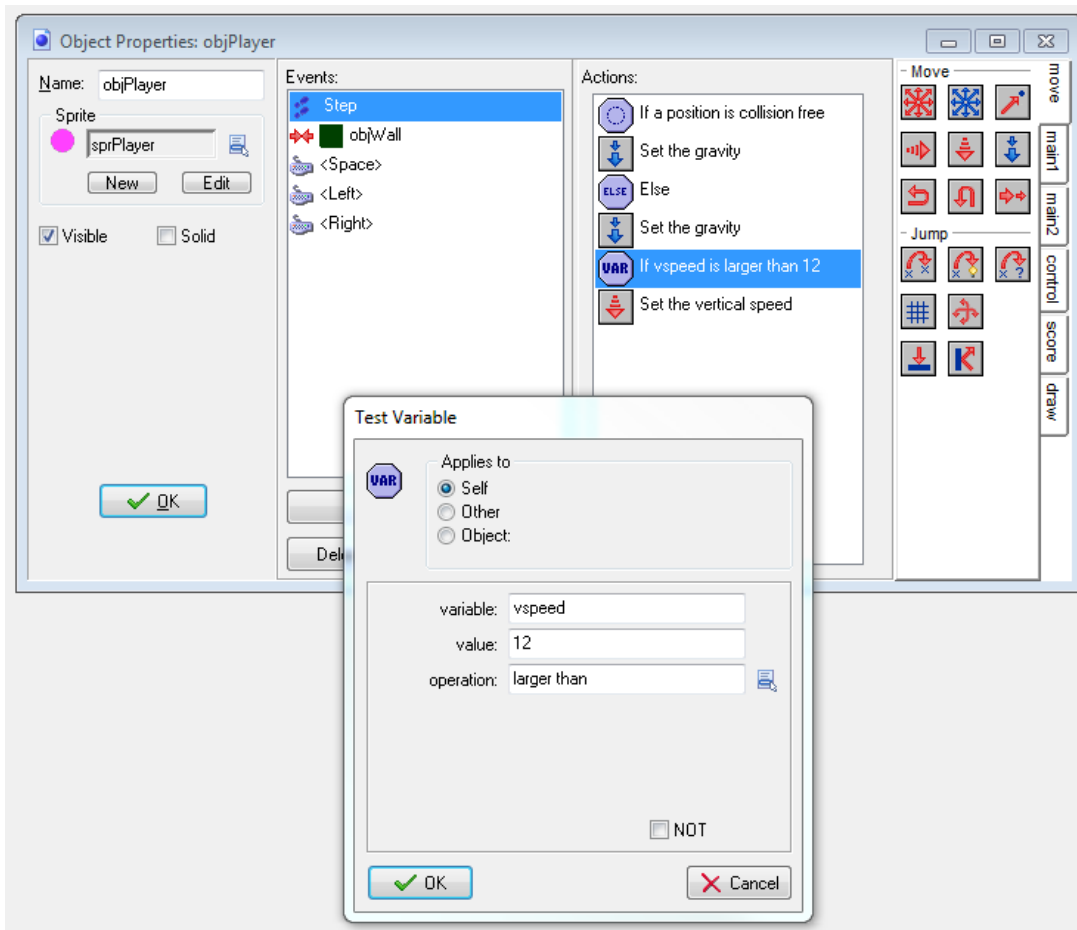 Object Properties: objPlayer
Name: objPlayer
Sprite
sprPlayer
New Edit
Visible Solid
OK
Events:
Step
objWall
<Space>
<Left>
<Right>
Actions:
If a position is collision free
Set the gravity
ELSE Else
Set the gravity
VAR If vspeed is larger than 12
Set the vertical speed
Move
Jump
move
main1
main2
control
score
draw
Test Variable
VAR
Applies to
Self
Other
Object:
variable: vspeed
value: 12
operation: larger than
NOT
OK Cancel